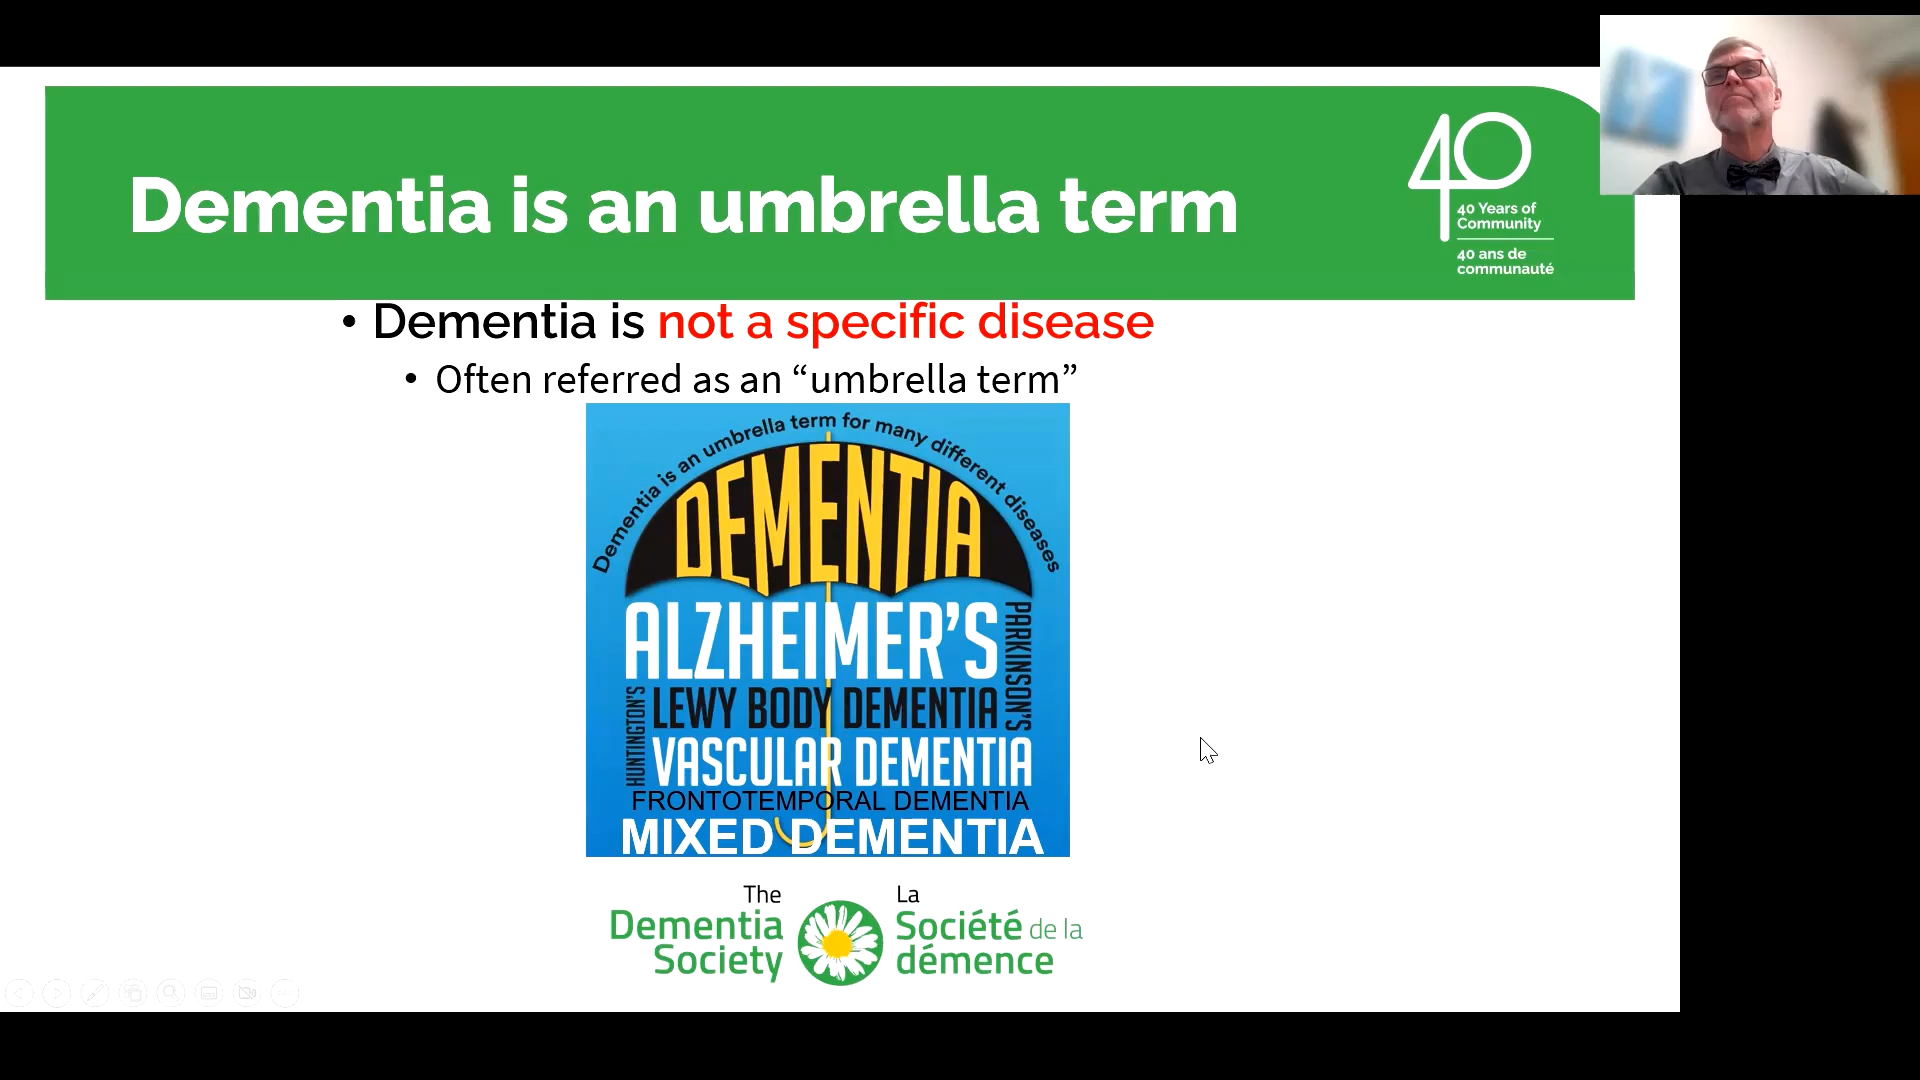 Dementia is an umbrella term
40
40 Years of
Community
40 ans de
communauté
• Dementia is not a specific disease
• Often referred as an “umbrella term”
Dementia is an umbrella term for many different diseases
DEMENTIA
ALZHEIMER’S
PARKINSON’S
HUNTINGTON’S
LEWY BODY DEMENTIA
VASCULAR DEMENTIA
FRONTOTEMPORAL DEMENTIA
MIXED DEMENTIA
The
Dementia
Society
La
Société de la
démence